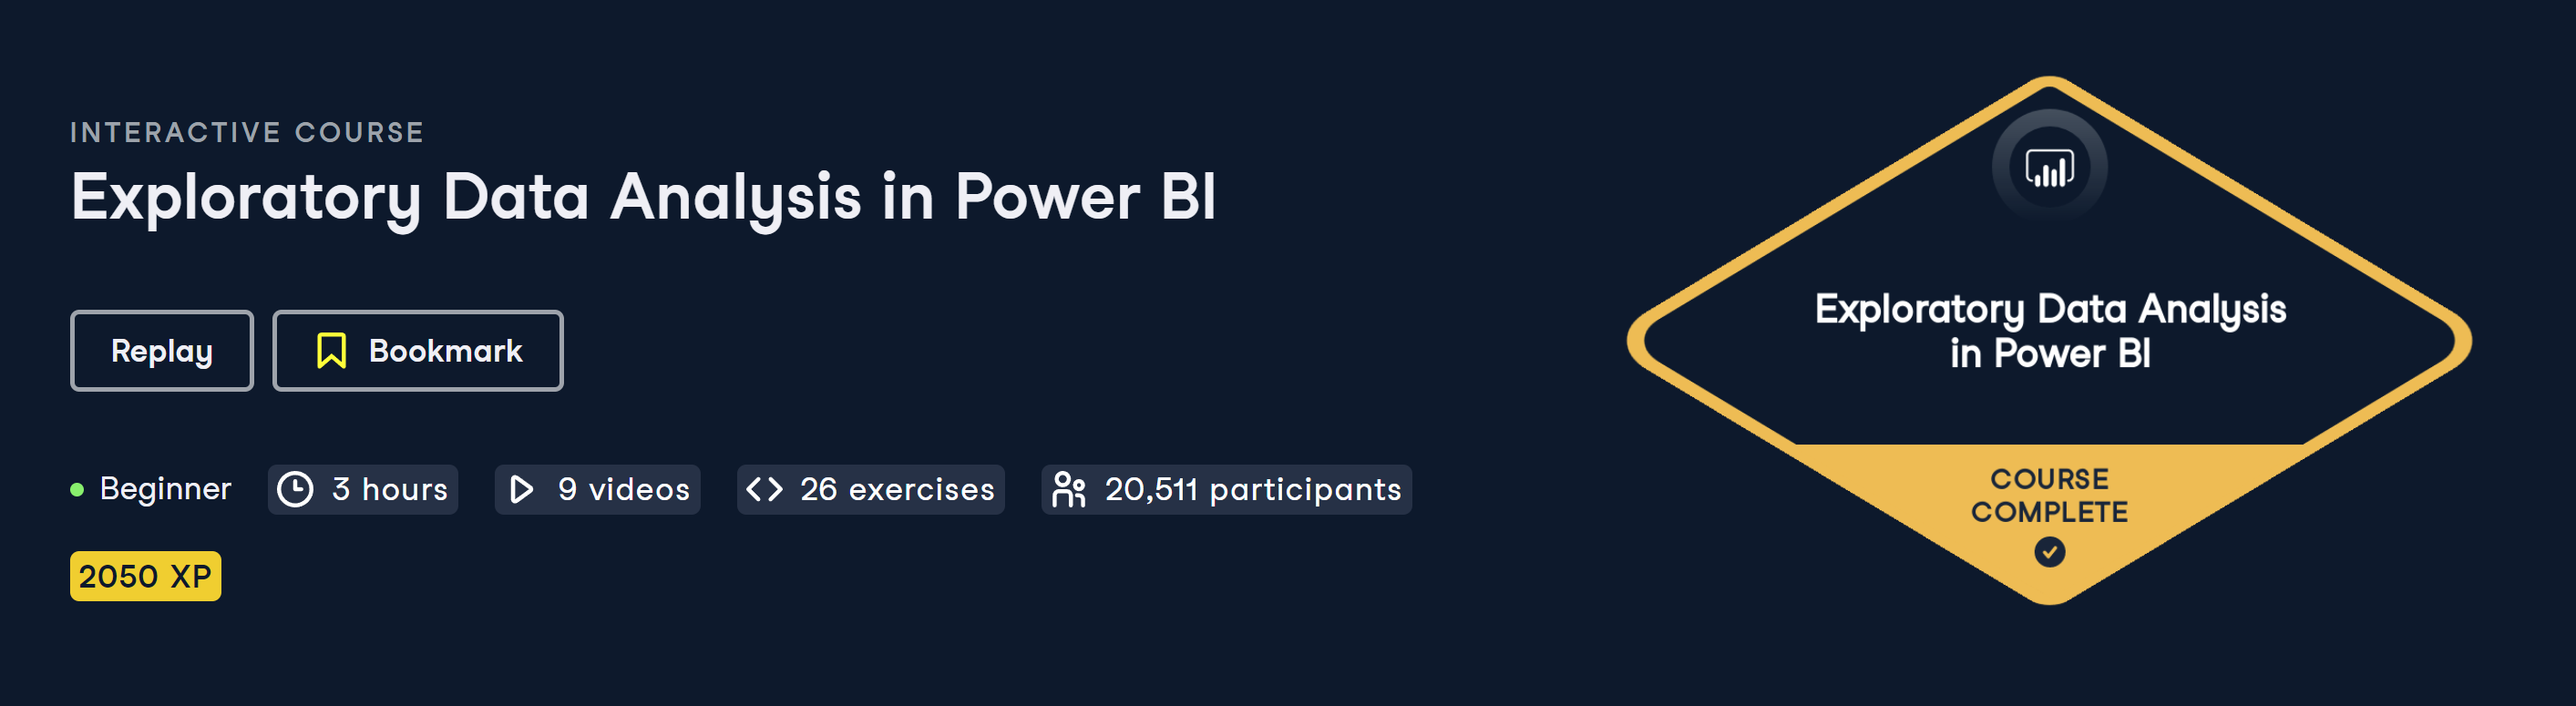 INTERACTIVE COURSE
Exploratory Data Analysis in Power BI
Replay
Bookmark
Beginner
3 hours
9 videos
26 exercises
20,511 participants
2050 XP
Exploratory Data Analysis
in Power BI
COURSE
COMPLETE